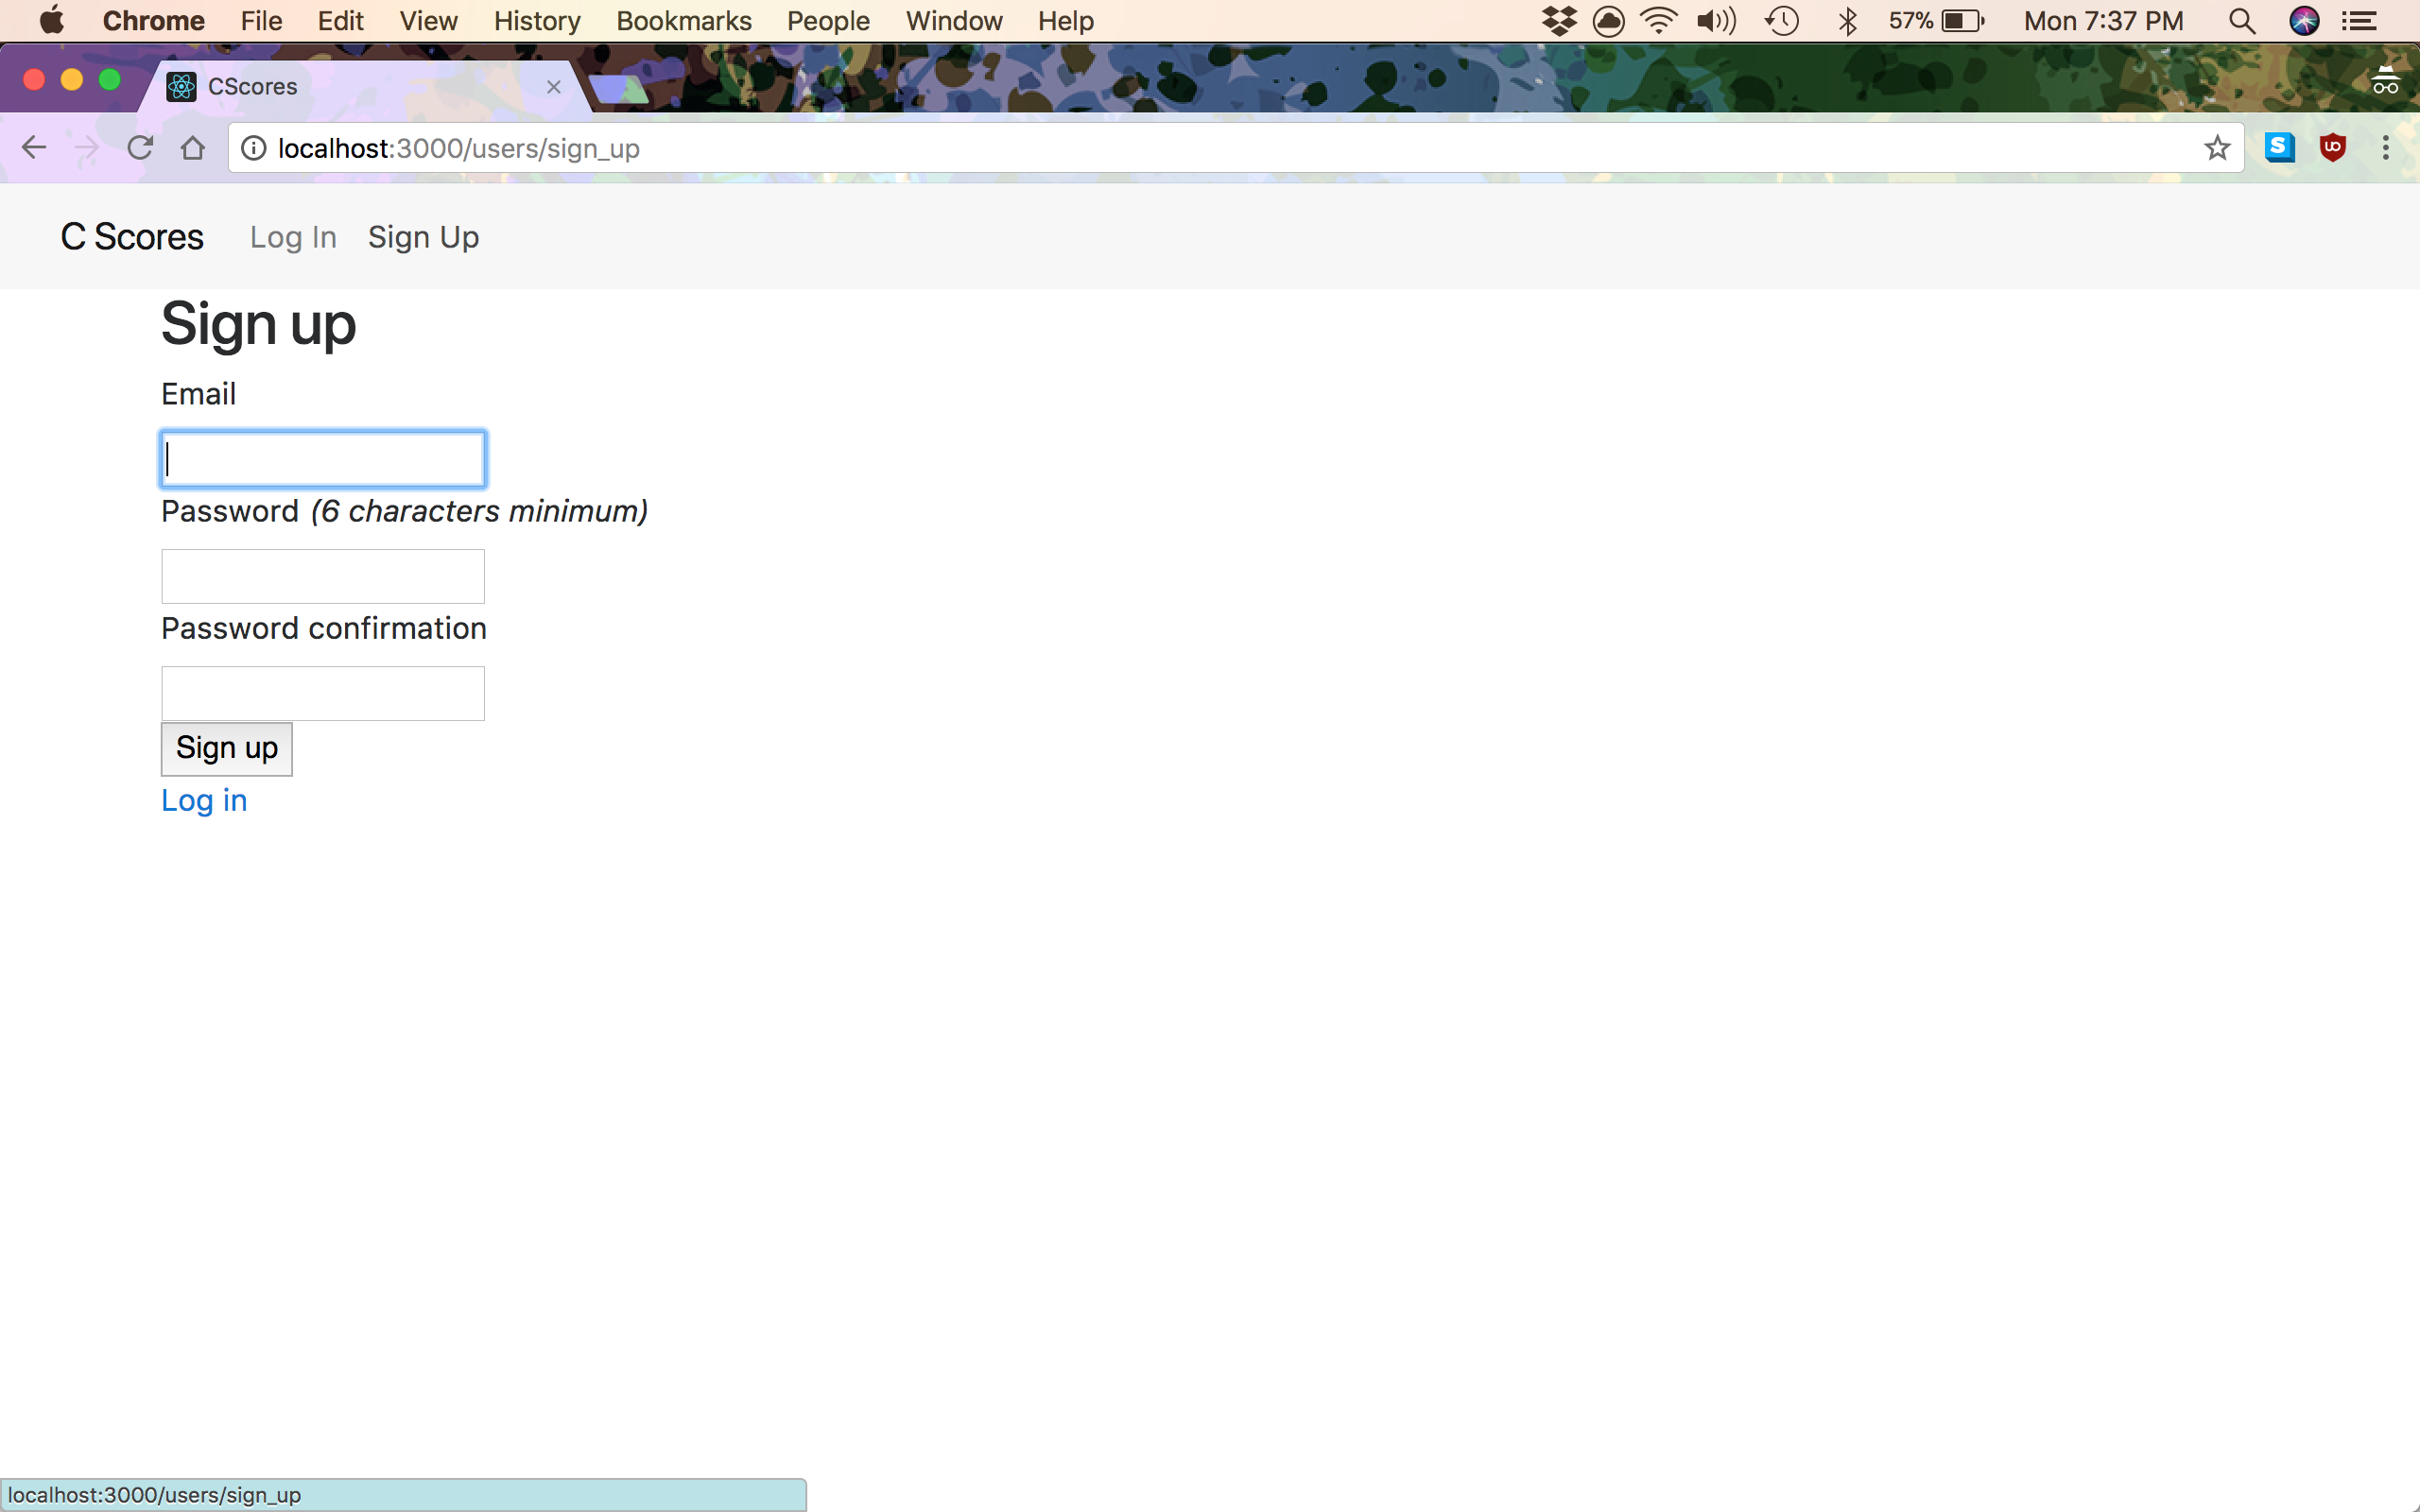 Chrome File Edit View History Bookmarks People Window Help 57% Mon 7:37 PM
CScores
localhost:3000/users/sign_up
C Scores Log In Sign Up
Sign up
Email
Password (6 characters minimum)
Password confirmation
Sign up
Log in
localhost:3000/users/sign_up